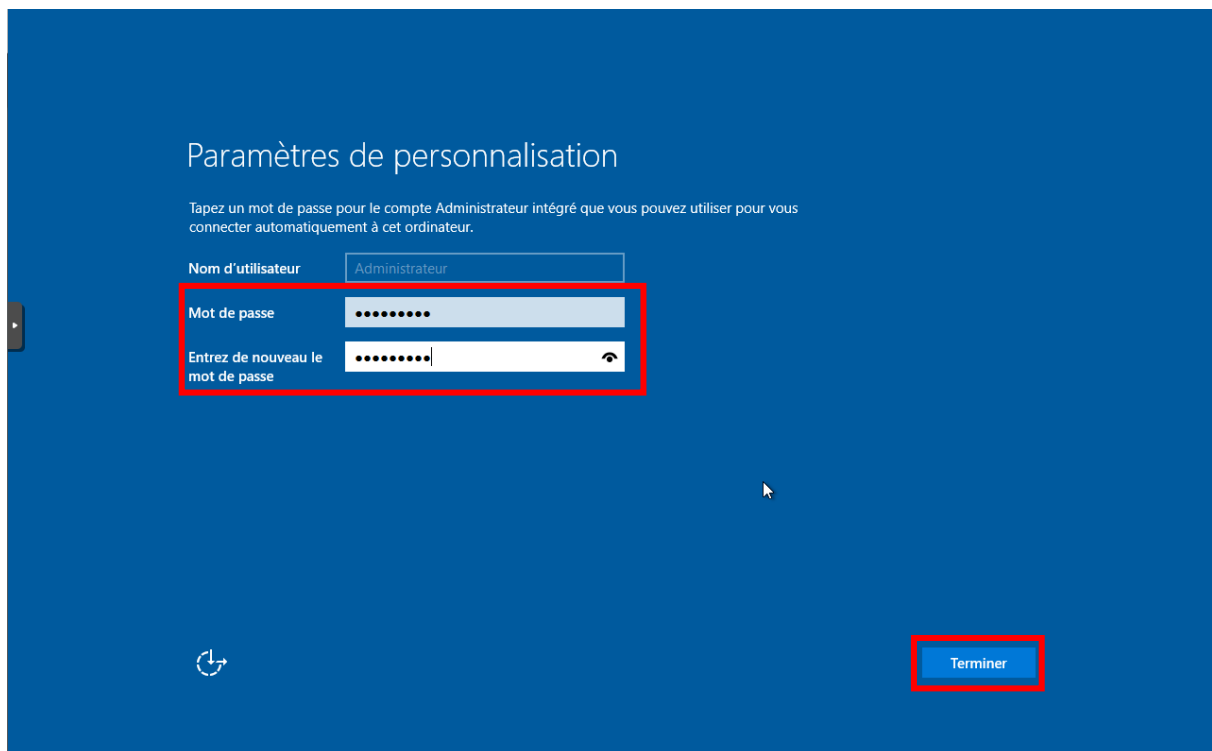 Paramètres de personnalisation
Tapez un mot de passe pour le compte Administrateur intégré que vous pouvez utiliser pour vous
connecter automatiquement à cet ordinateur.
Nom d'utilisateur Administrateur
Mot de passe •••••••••
Entrez de nouveau le •••••••••
mot de passe
Terminer